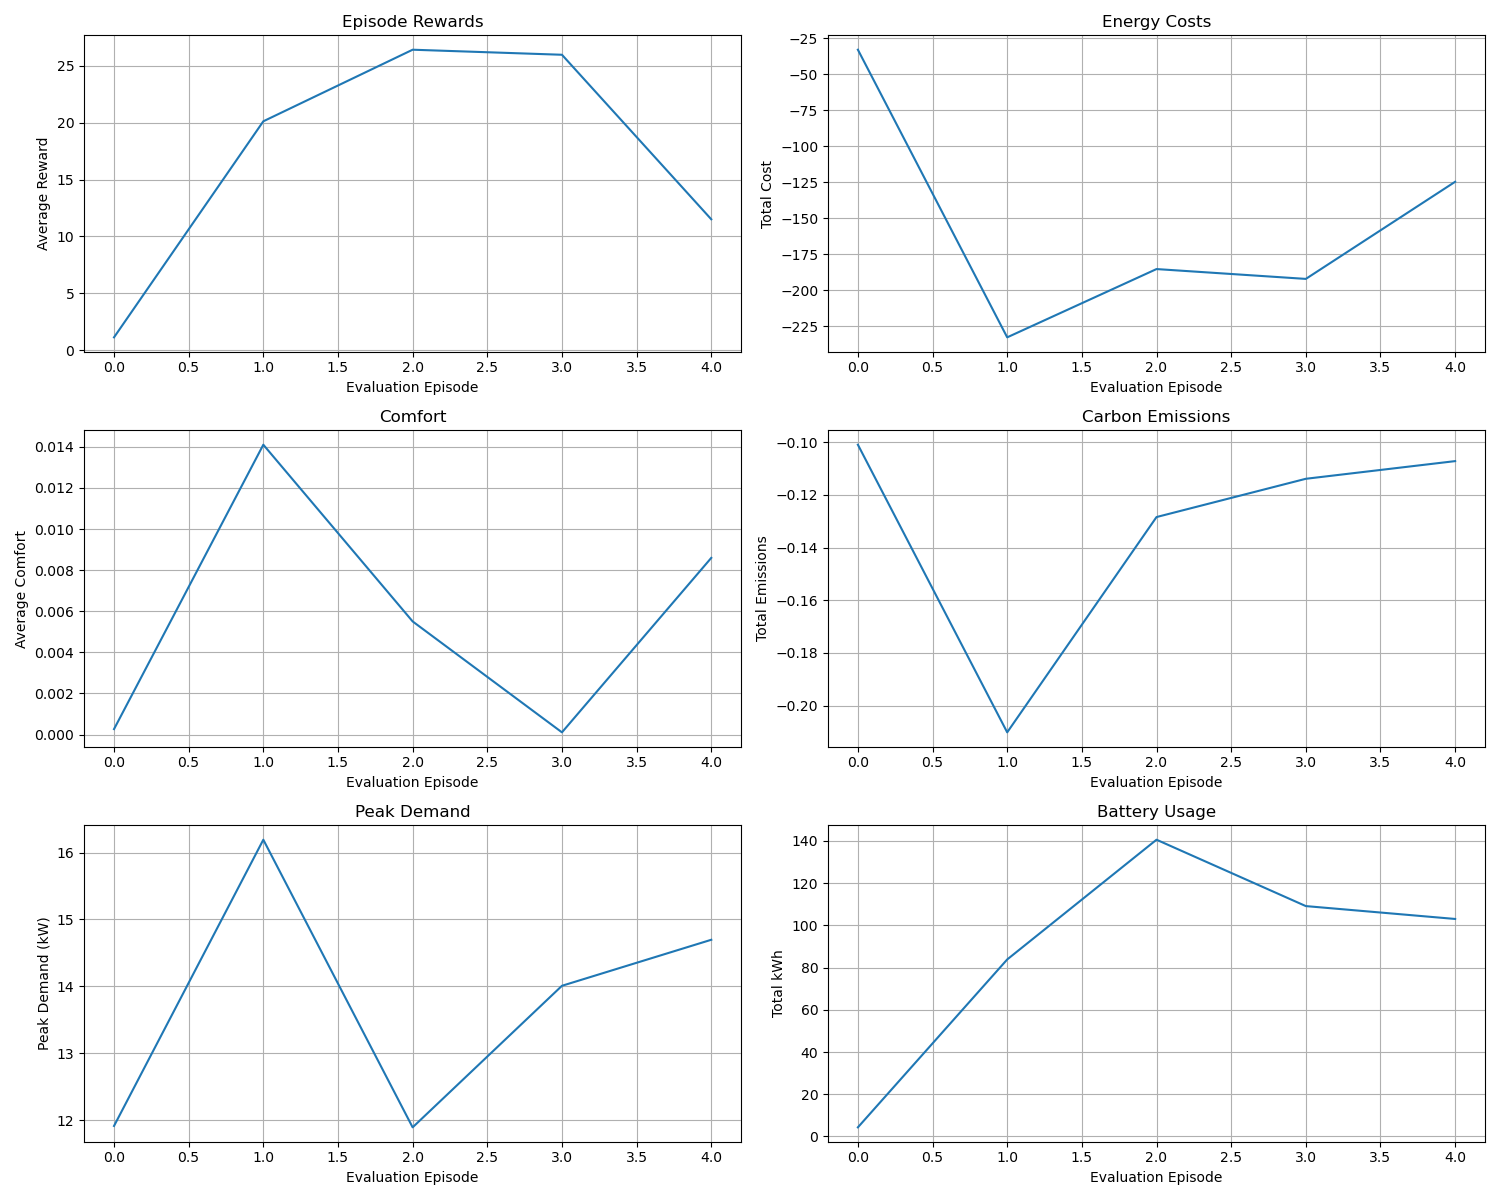 Episode Rewards
Average Reward
25
20
15
10
5
0
0.0 0.5 1.0 1.5 2.0 2.5 3.0 3.5 4.0
Evaluation Episode
Energy Costs
Total Cost
−25
−50
−75
−100
−125
−150
−175
−200
−225
0.0 0.5 1.0 1.5 2.0 2.5 3.0 3.5 4.0
Evaluation Episode
Comfort
Average Comfort
0.014
0.012
0.010
0.008
0.006
0.004
0.002
0.000
0.0 0.5 1.0 1.5 2.0 2.5 3.0 3.5 4.0
Evaluation Episode
Carbon Emissions
Total Emissions
−0.10
−0.12
−0.14
−0.16
−0.18
−0.20
0.0 0.5 1.0 1.5 2.0 2.5 3.0 3.5 4.0
Evaluation Episode
Peak Demand
Peak Demand (kW)
16
15
14
13
12
0.0 0.5 1.0 1.5 2.0 2.5 3.0 3.5 4.0
Evaluation Episode
Battery Usage
Total kWh
140
120
100
80
60
40
20
0
0.0 0.5 1.0 1.5 2.0 2.5 3.0 3.5 4.0
Evaluation Episode